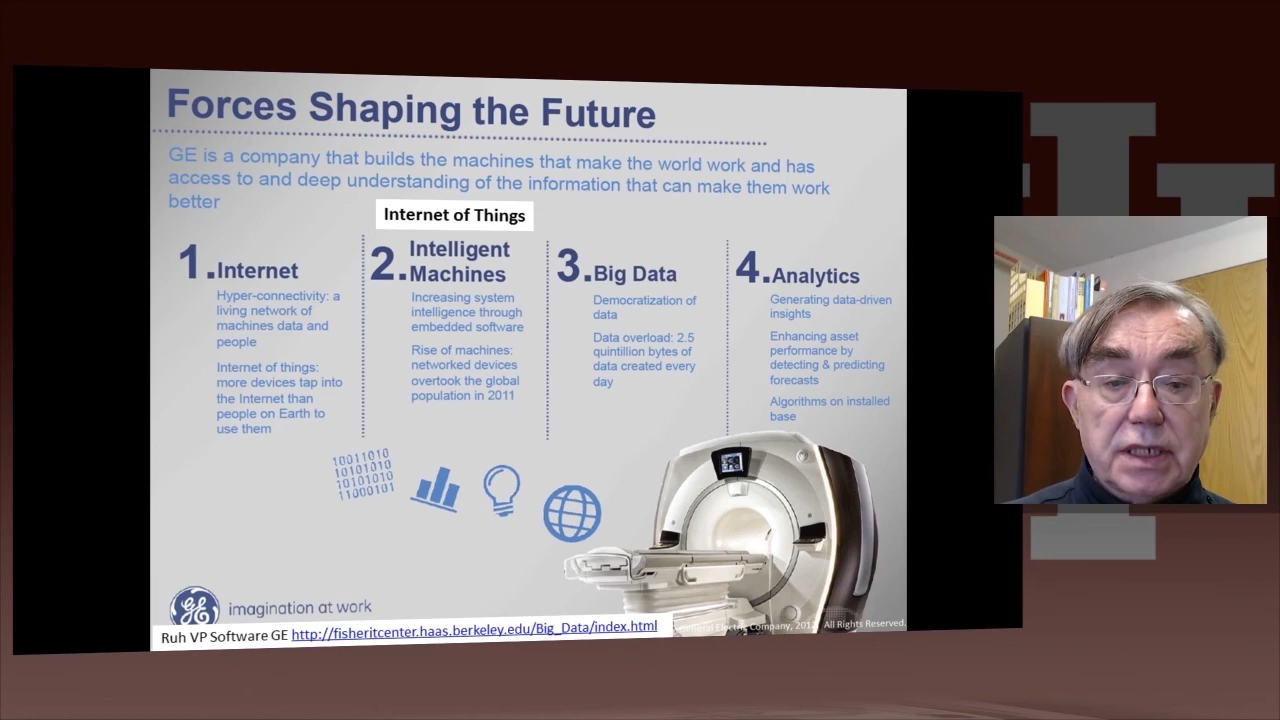 Forces Shaping the Future
GE is a company that builds the machines that make the world work and has
access to and deep understanding of the information that can make them work
better
Internet of Things
1. Internet
Hyper-connectivity: a
living network of
machines data and
people
Internet of things:
more devices tap into
the Internet than
people on Earth to
use them
2. Intelligent
Machines
Increasing system
intelligence through
embedded software
Rise of machines:
networked devices
overtook the global
population in 2011
3. Big Data
Democratization of
data
Data overload: 2.5
quintillion bytes of
data created every
day
4. Analytics
Generating data-driven
insights
Enhancing asset
performance by
detecting & predicting
forecasts
Algorithms on installed
base
10011010
10101010
10101010
11000101
GE imagination at work
Ruh VP Software GE http://fisheritcenter.haas.berkeley.edu/Big_Data/index.html
General Electric Company, All Rights Reserved.